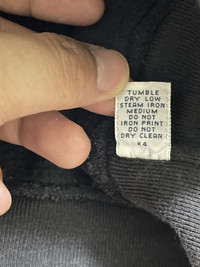 TUMBLE
DRY LOW
STEAM IRON
MEDIUM
DO NOT
IRON PRINT
DO NOT
DRY CLEAN
K4